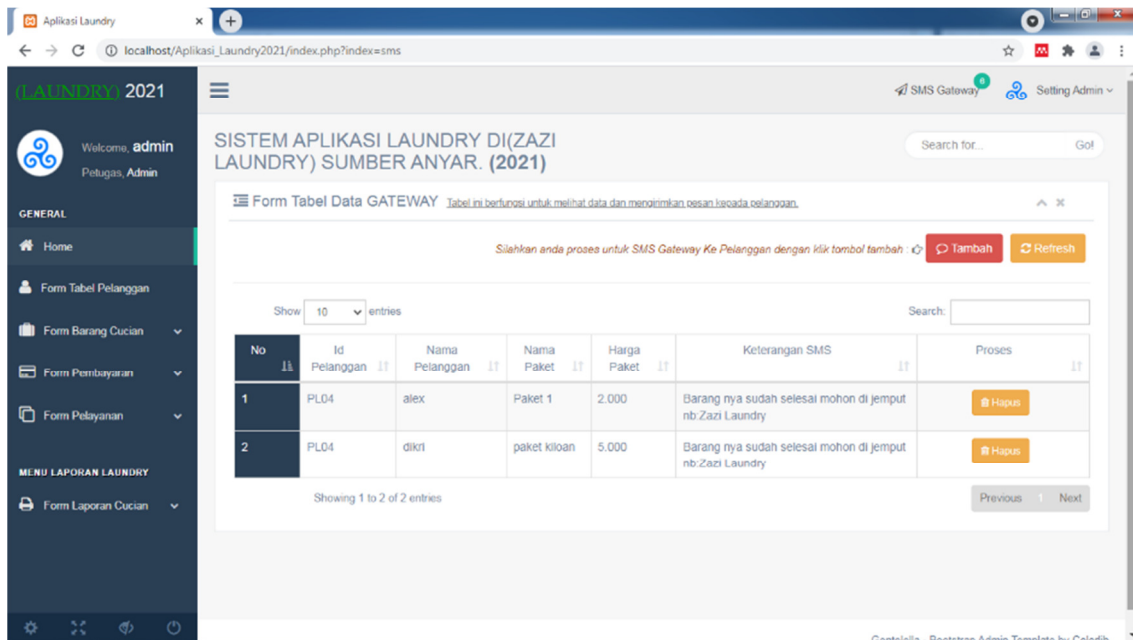 Aplikasi Laundry
localhost/Aplikasi_Laundry2021/index.php?index=sms
(LAUNDRY) 2021
SMS Gateway
Setting Admin
Welcome, admin
Petugas, Admin
SISTEM APLIKASI LAUNDRY DI(ZAZI
LAUNDRY) SUMBER ANYAR. (2021)
Search for...
Go!
GENERAL
Home
Form Tabel Pelanggan
Form Barang Cucian
Form Pembayaran
Form Pelayanan
MENU LAPORAN LAUNDRY
Form Laporan Cucian
Form Tabel Data GATEWAY Tabel ini berfungsi untuk melihat data dan mengirimkan pesan kepada pelanggan.
Silahkan anda proses untuk SMS Gateway Ke Pelanggan dengan klik tombol tambah :
Tambah
Refresh
Show 10 entries
Search:
No
Id Pelanggan
Nama Pelanggan
Nama Paket
Harga Paket
Keterangan SMS
Proses
1 PL04 alex Paket 1 2.000 Barang nya sudah selesai mohon di jemput
nb:Zazi Laundry
Hapus
2 PL04 dikri paket kiloan 5.000 Barang nya sudah selesai mohon di jemput
nb:Zazi Laundry
Hapus
Showing 1 to 2 of 2 entries
Previous 1 Next